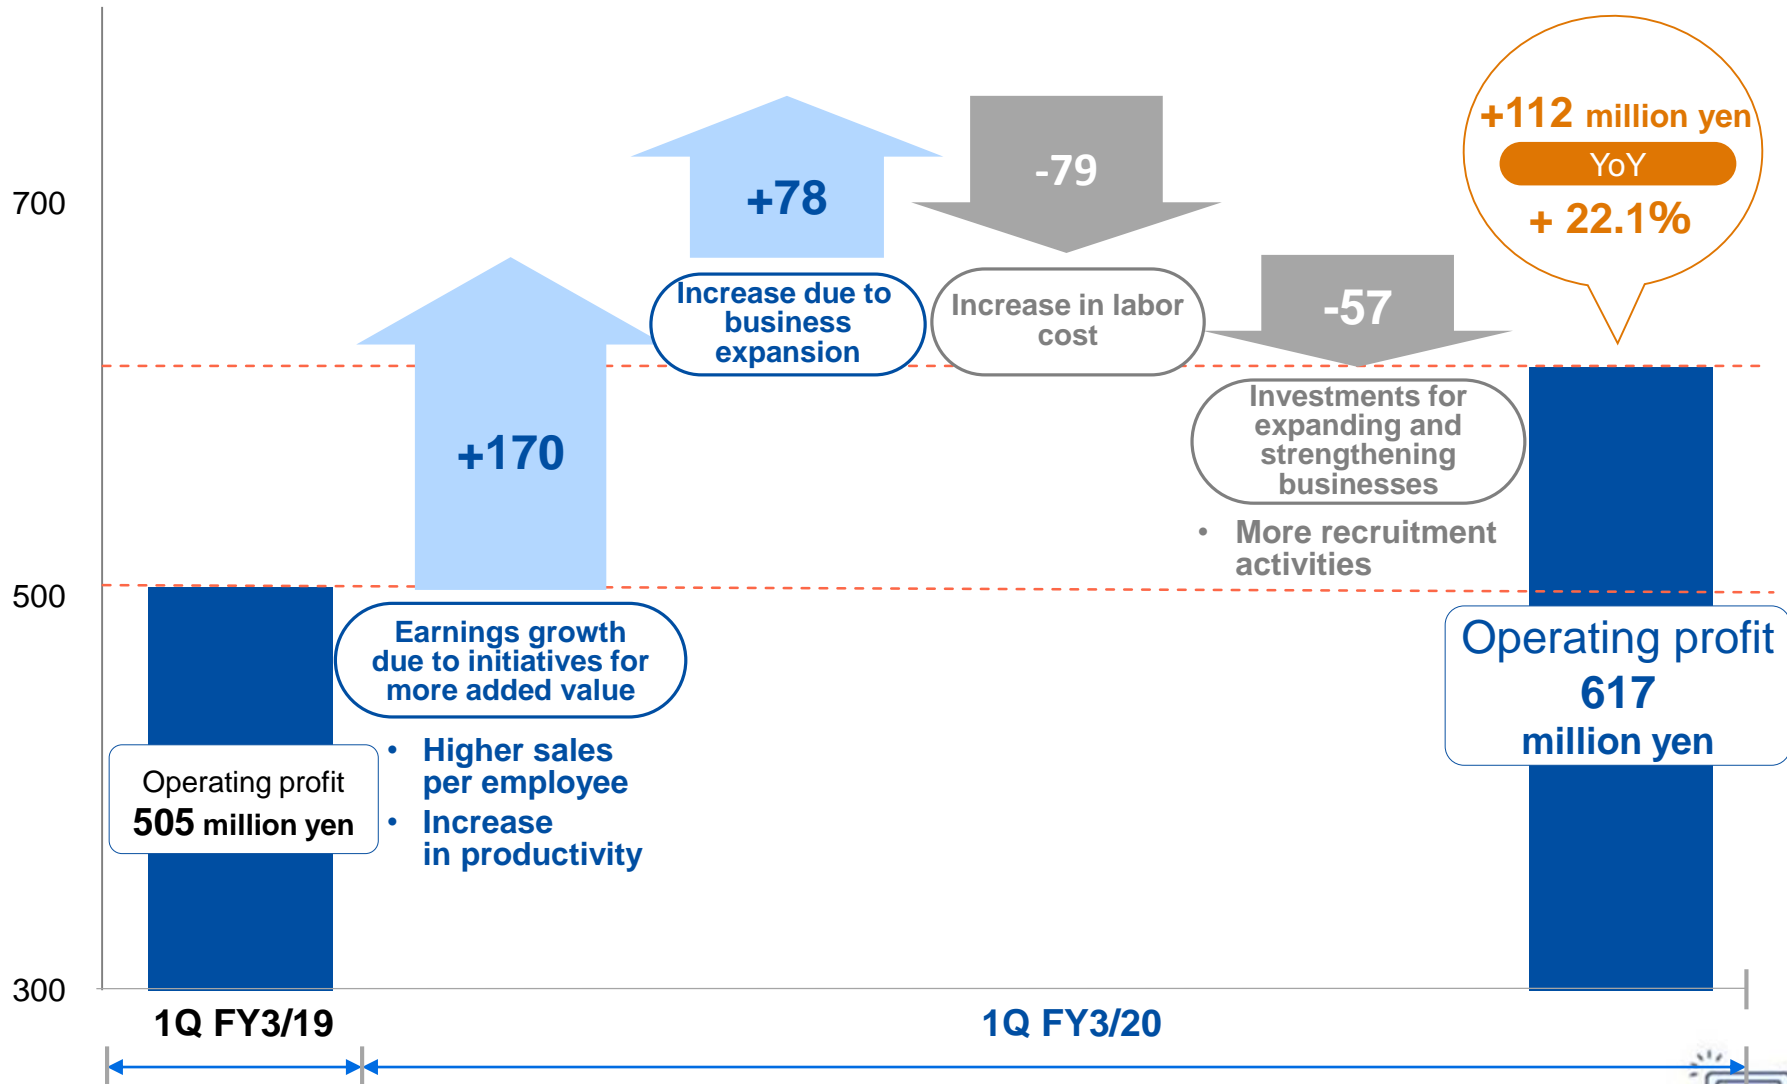 700
500
300
+170
Earnings growth
due to initiatives for
more added value
• Higher sales
per employee
• Increase
in productivity
+78
Increase due to
business
expansion
-79
Increase in labor
cost
-57
Investments for
expanding and
strengthening
businesses
• More recruitment
activities
+112 million yen
YoY
+ 22.1%
Operating profit
505 million yen
Operating profit
617
million yen
1Q FY3/19
1Q FY3/20